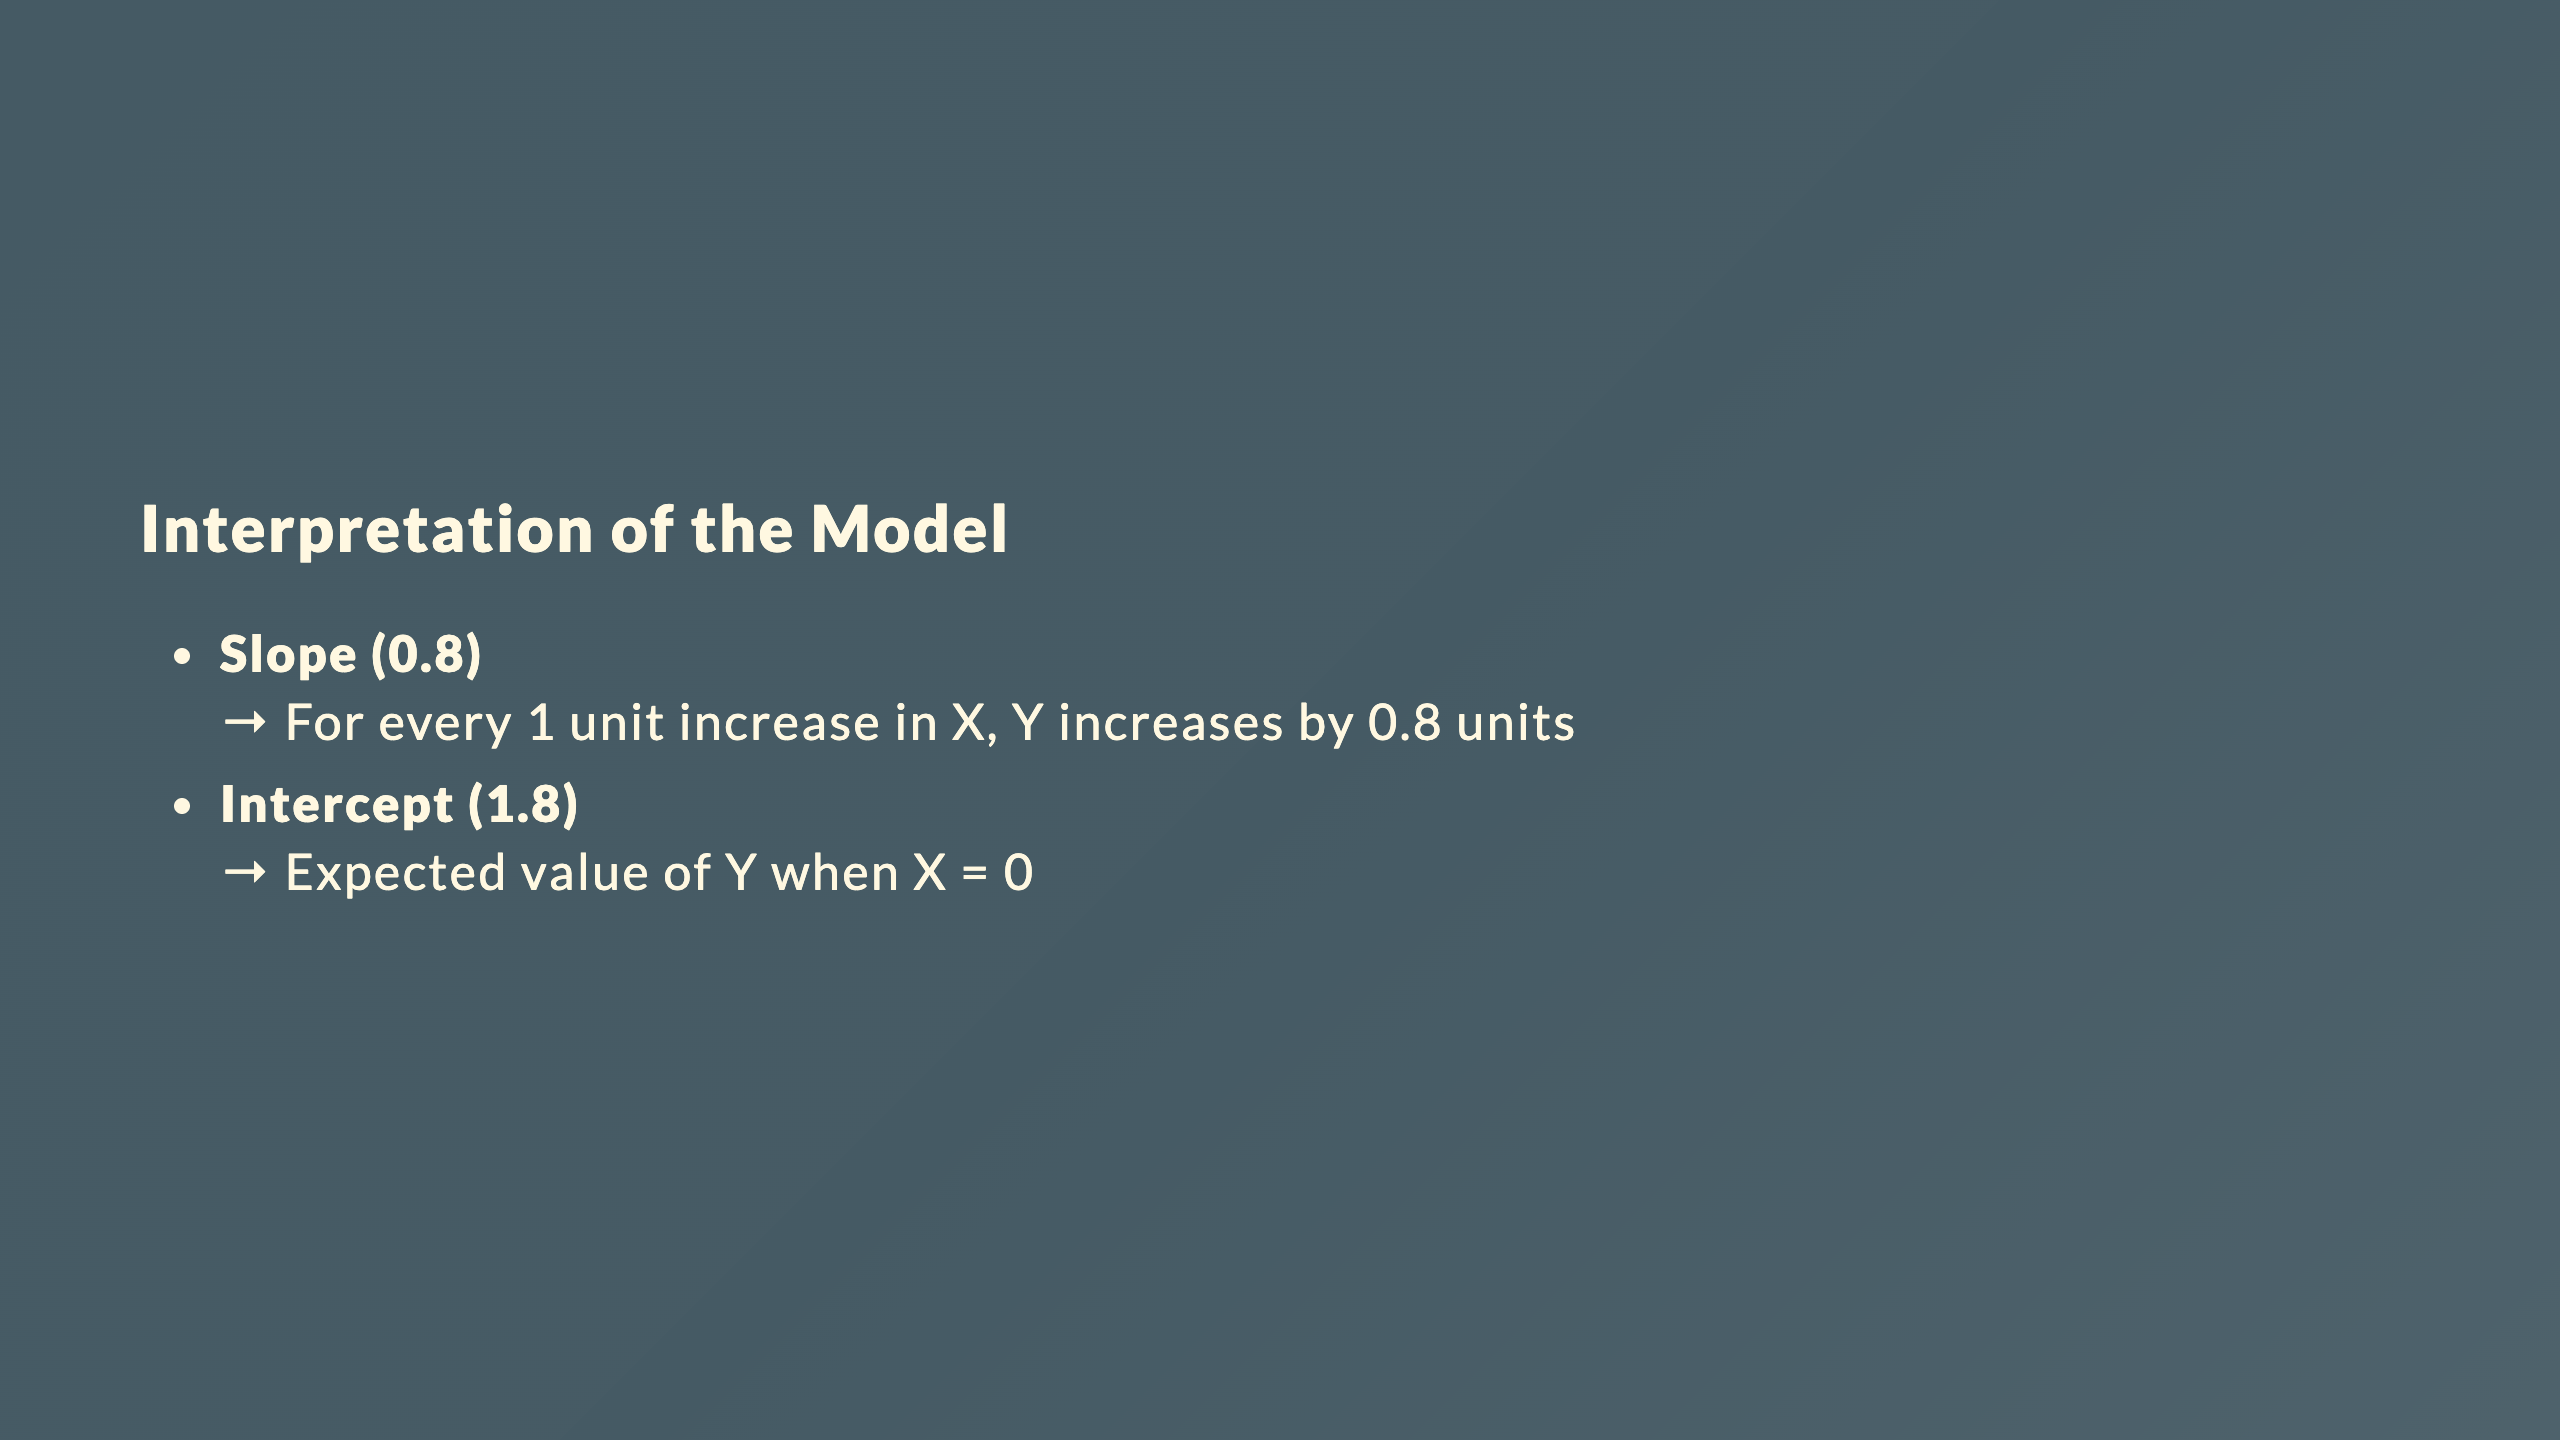 Interpretation of the Model
• Slope (0.8)
→ For every 1 unit increase in X, Y increases by 0.8 units
• Intercept (1.8)
→ Expected value of Y when X = 0